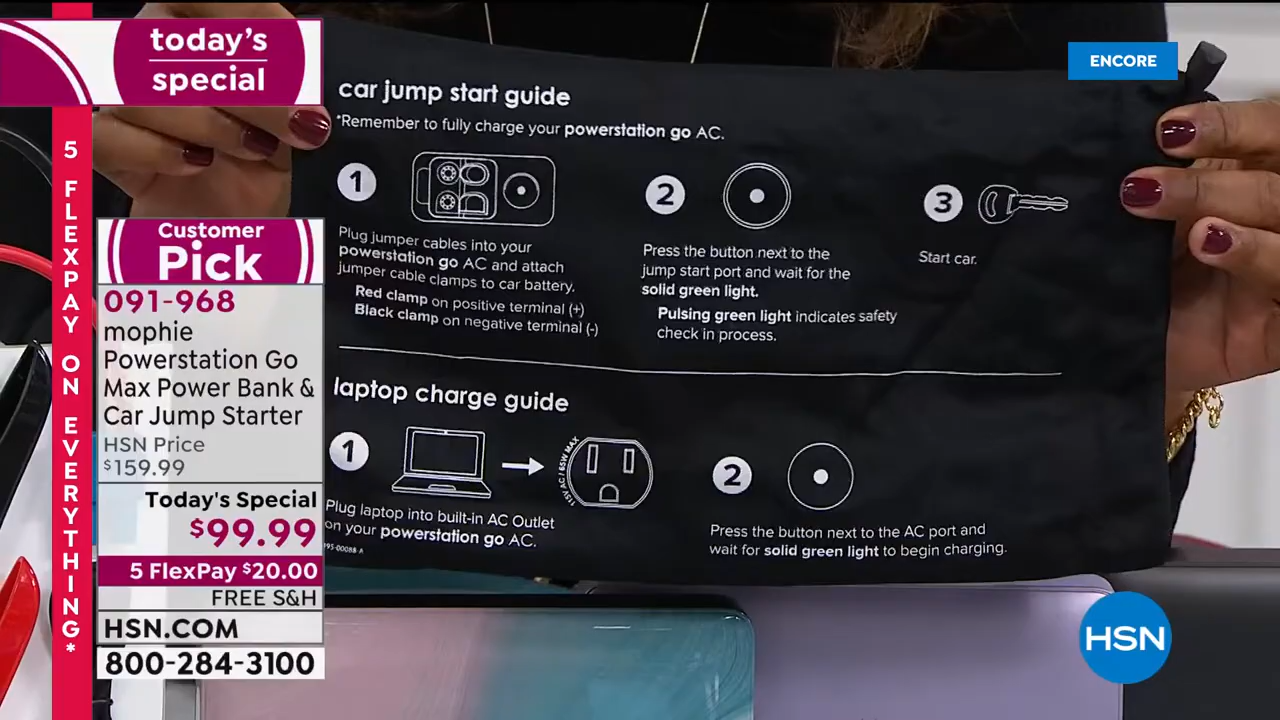 today's
special
5 FLEXPAY ON EVERYTHING*
Customer
Pick
091-968
mophie
Powerstation Go
Max Power Bank &
Car Jump Starter
HSN Price
$159.99
Today's Special
$99.99
5 FlexPay $20.00
FREE S&H
HSN.COM
800-284-3100
ENCORE
car jump start guide
*Remember to fully charge your powerstation go AC.
1
Plug jumper cables into your
powerstation go AC and attach
jumper cable clamps to car battery.
Red clamp on positive terminal (+)
Black clamp on negative terminal (-)
2
Press the button next to the
jump start port and wait for the
solid green light.
Pulsing green light indicates safety
check in process.
3
Start car.
laptop charge guide
1
115V AC / 65W MAX
Plug laptop into built-in AC Outlet
on your powerstation go AC.
2
Press the button next to the AC port and
wait for solid green light to begin charging.
HSN